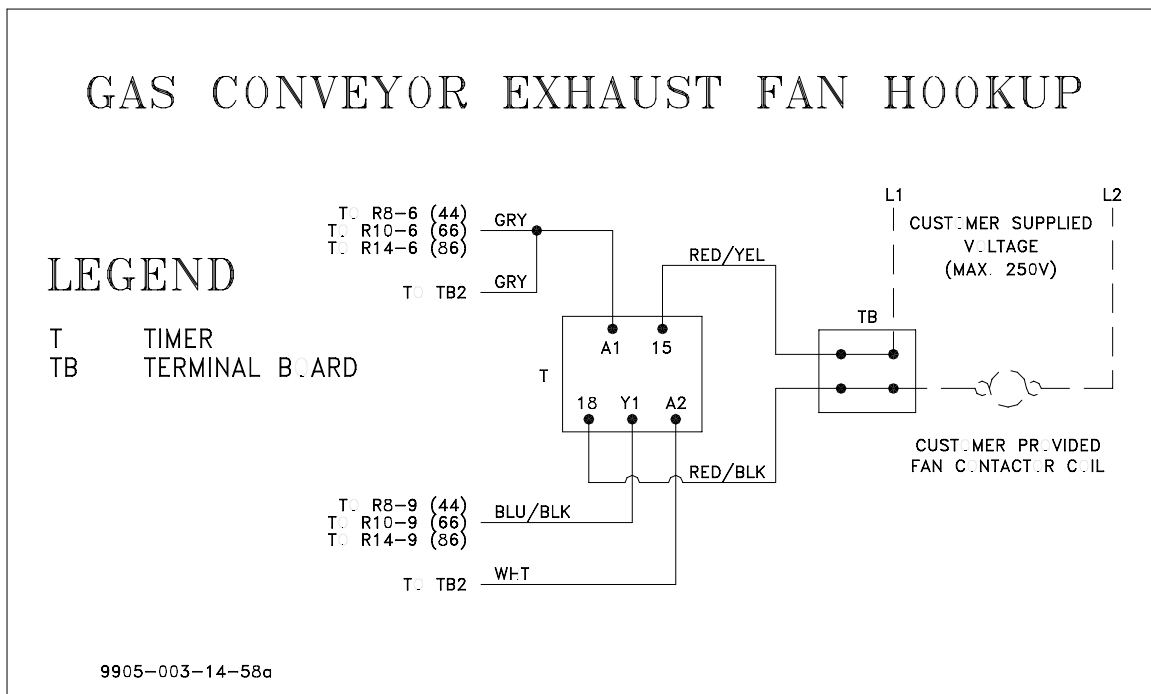 GAS CONVEYOR EXHAUST FAN HOOKUP
LEGEND
T TIMER
TB TERMINAL BOARD
TO R8-6 (44)
TO R10-6 (66)
TO R14-6 (86)
GRY
TO TB2
GRY
RED/YEL
L1
L2
CUSTOMER SUPPLIED
VOLTAGE
(MAX. 250V)
TB
T
A1 15
18 Y1 A2
RED/BLK
CUSTOMER PROVIDED
FAN CONTACTOR COIL
TO R8-9 (44)
TO R10-9 (66)
TO R14-9 (86)
BLU/BLK
TO TB2
WHT
9905-003-14-58a